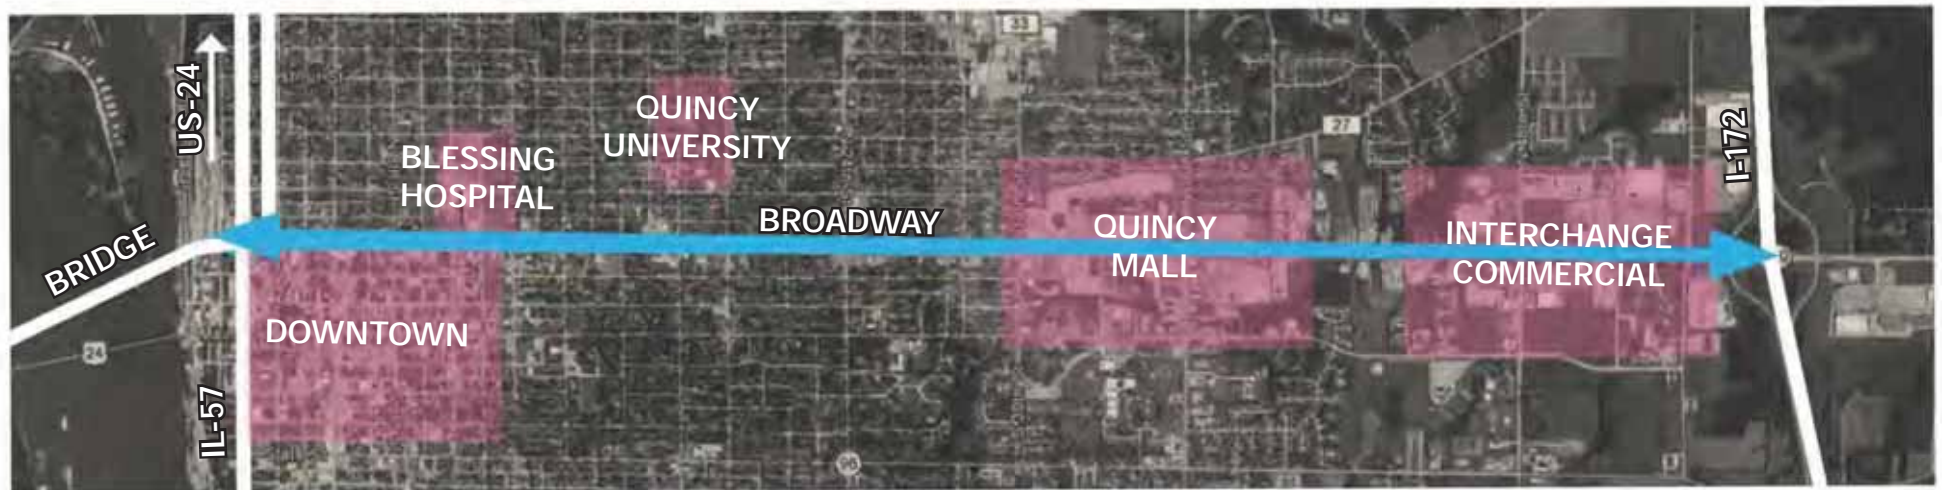 33
US-24
QUINCY
UNIVERSITY
27
I-172
BLESSING
HOSPITAL
BROADWAY
QUINCY
MALL
INTERCHANGE
COMMERCIAL
BRIDGE
DOWNTOWN
24
IL-57
96